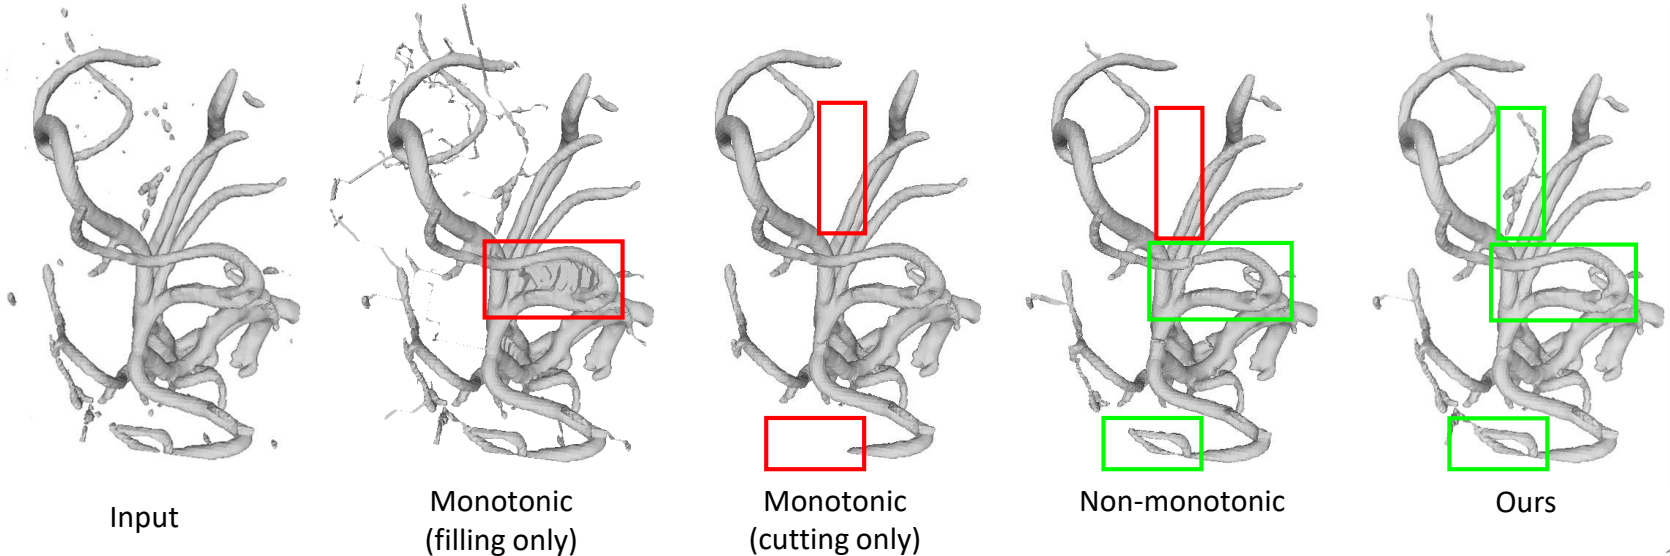 Input
Monotonic
(filling only)
Monotonic
(cutting only)
Non-monotonic
Ours